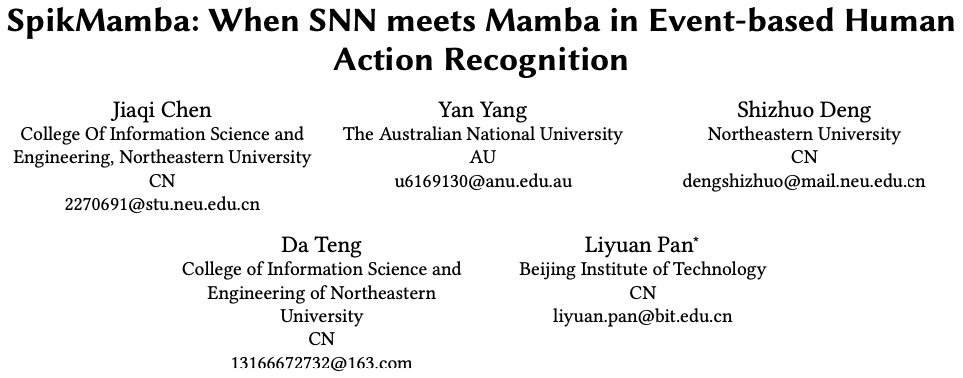 SpikMamba: When SNN meets Mamba in Event-based Human
Action Recognition
Jiaqi Chen
College Of Information Science and
Engineering, Northeastern University
CN
2270691@stu.neu.edu.cn
Yan Yang
The Australian National University
AU
u6169130@anu.edu.au
Shizhuo Deng
Northeastern University
CN
dengshizhuo@mail.neu.edu.cn
Da Teng
College of Information Science and
Engineering of Northeastern
University
CN
13166672732@163.com
Liyuan Pan*
Beijing Institute of Technology
CN
liyuan.pan@bit.edu.cn